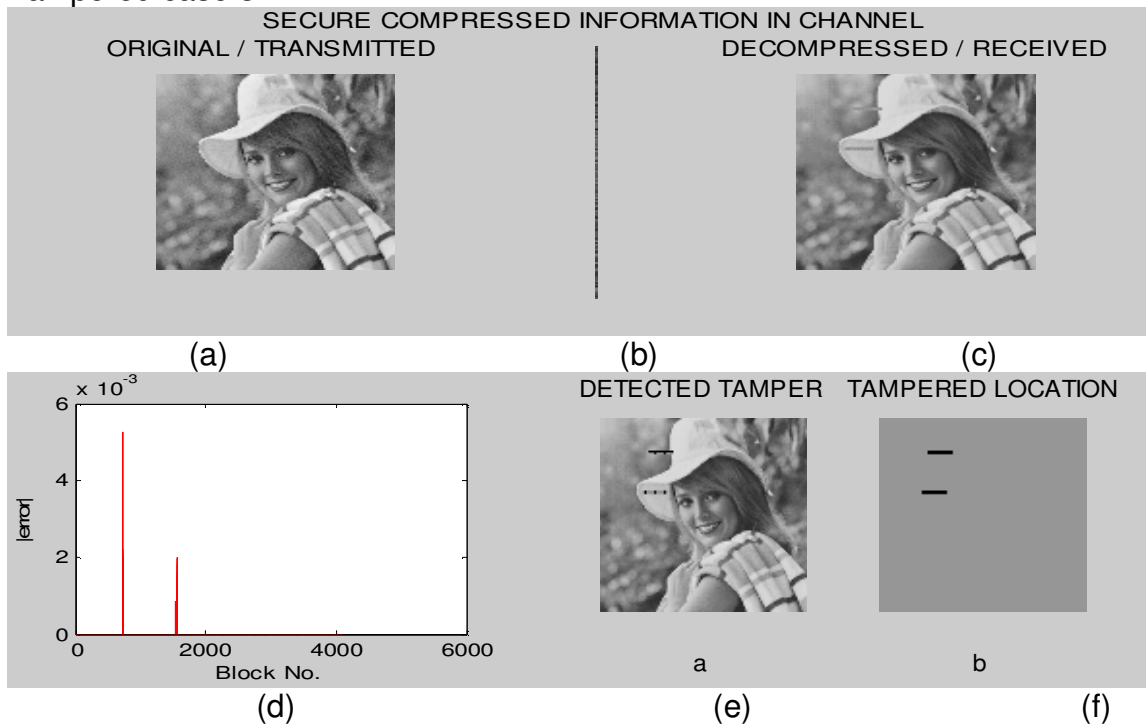 SECURE COMPRESSED INFORMATION IN CHANNEL
ORIGINAL / TRANSMITTED DECOMPRESSED / RECEIVED
(a) (b) (c)
x 10-3
6
4
2
0
|error|
0 2000 4000 6000
Block No.
DETECTED TAMPER TAMPERED LOCATION
a b
(d) (e) (f)